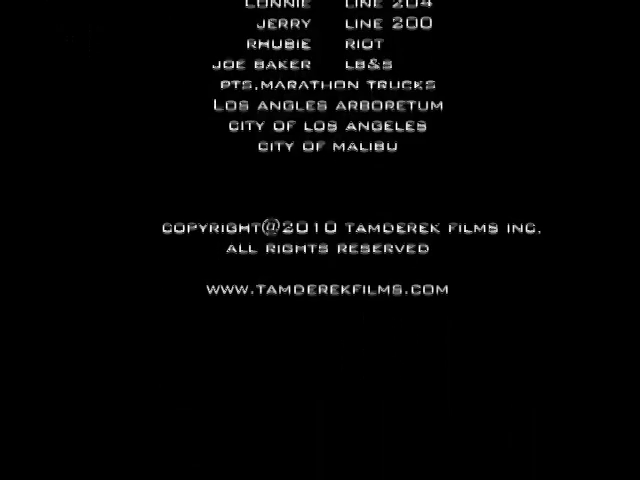 LONNIE LINE 204
JERRY LINE 200
RHUBIE RIOT
JOE BAKER LB&S
PTS,MARATHON TRUCKS
LOS ANGLES ARBORETUM
CITY OF LOS ANGELES
CITY OF MALIBU
COPYRIGHT@2010 TAMDEREK FILMS INC.
ALL RIGHTS RESERVED
WWW.TAMDEREKFILMS.COM